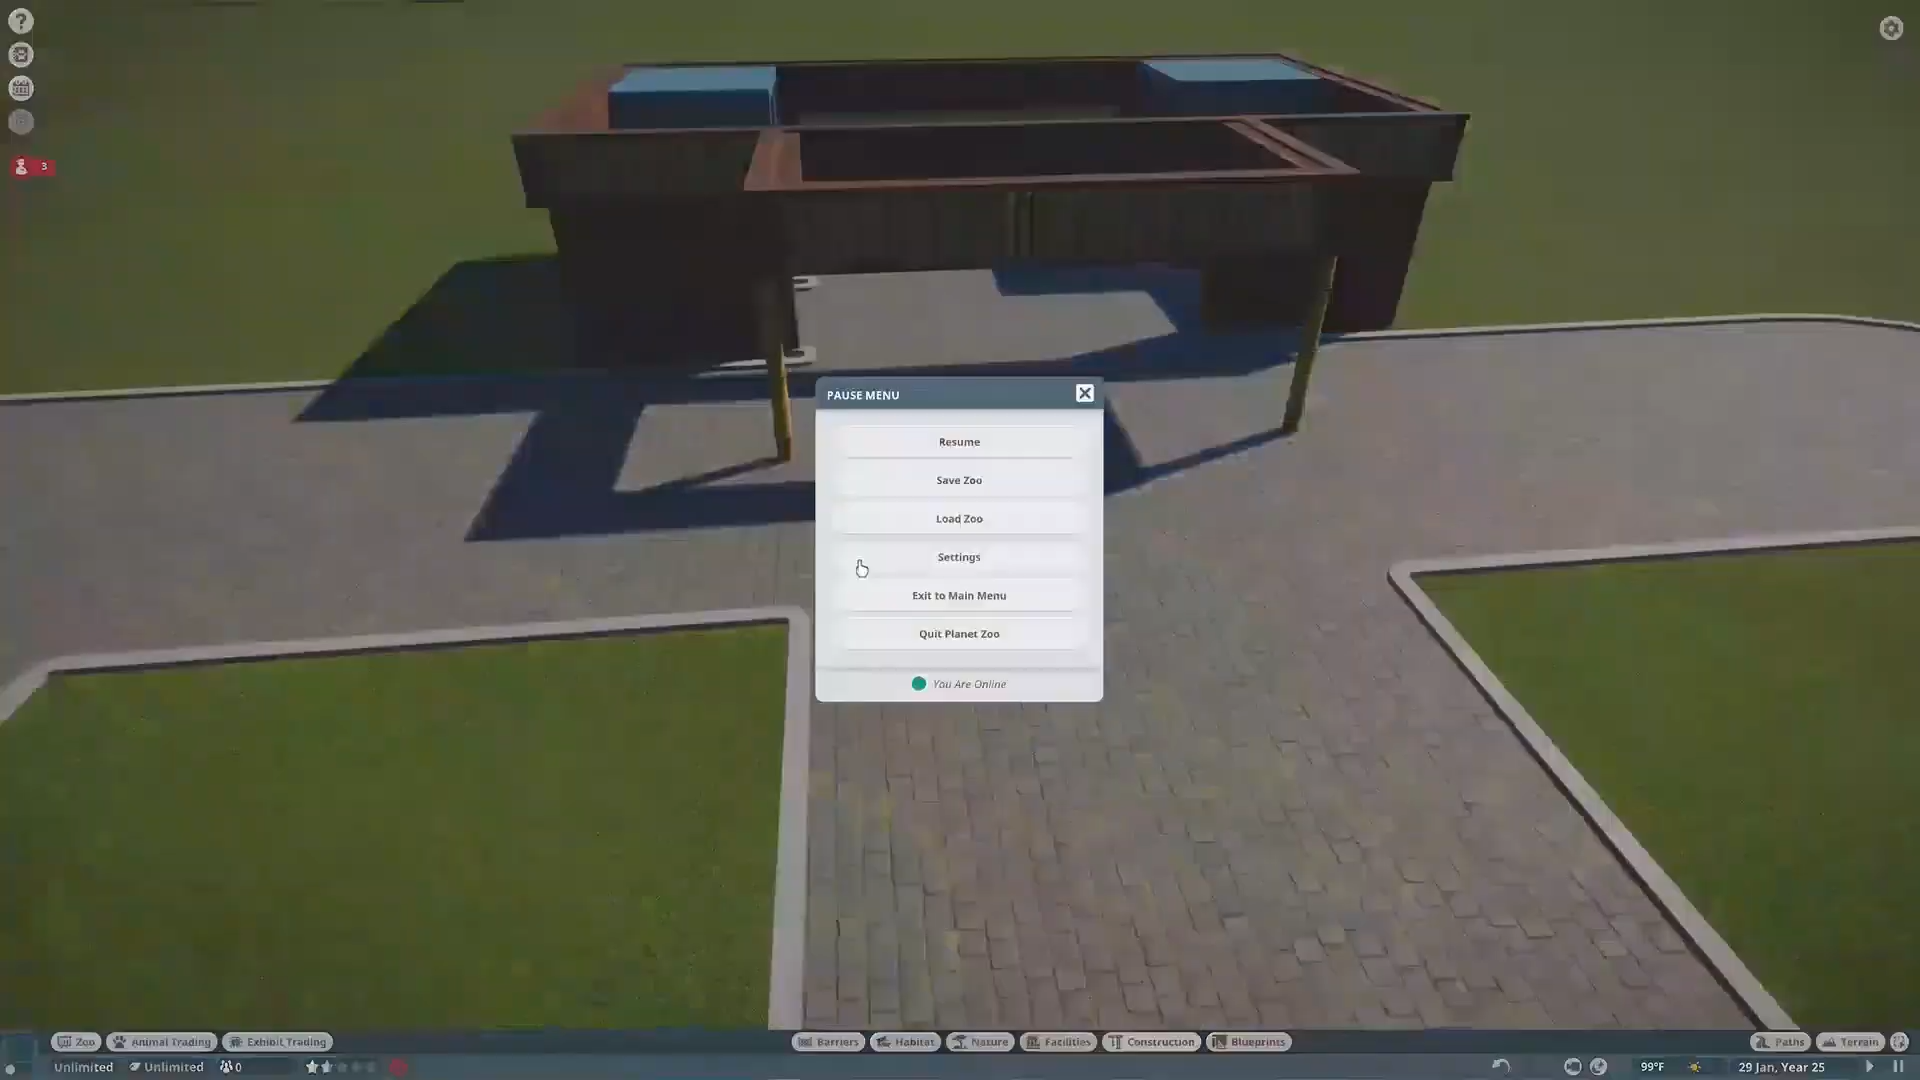 ?
3
PAUSE MENU
Resume
Save Zoo
Load Zoo
Settings
Exit to Main Menu
Quit Planet Zoo
You Are Online
Zoo Animal Trading Exhibit Trading Barriers Habitat Nature Facilities Construction Blueprints Paths Terrain
Unlimited Unlimited 0 99°F 29 Jan, Year 25